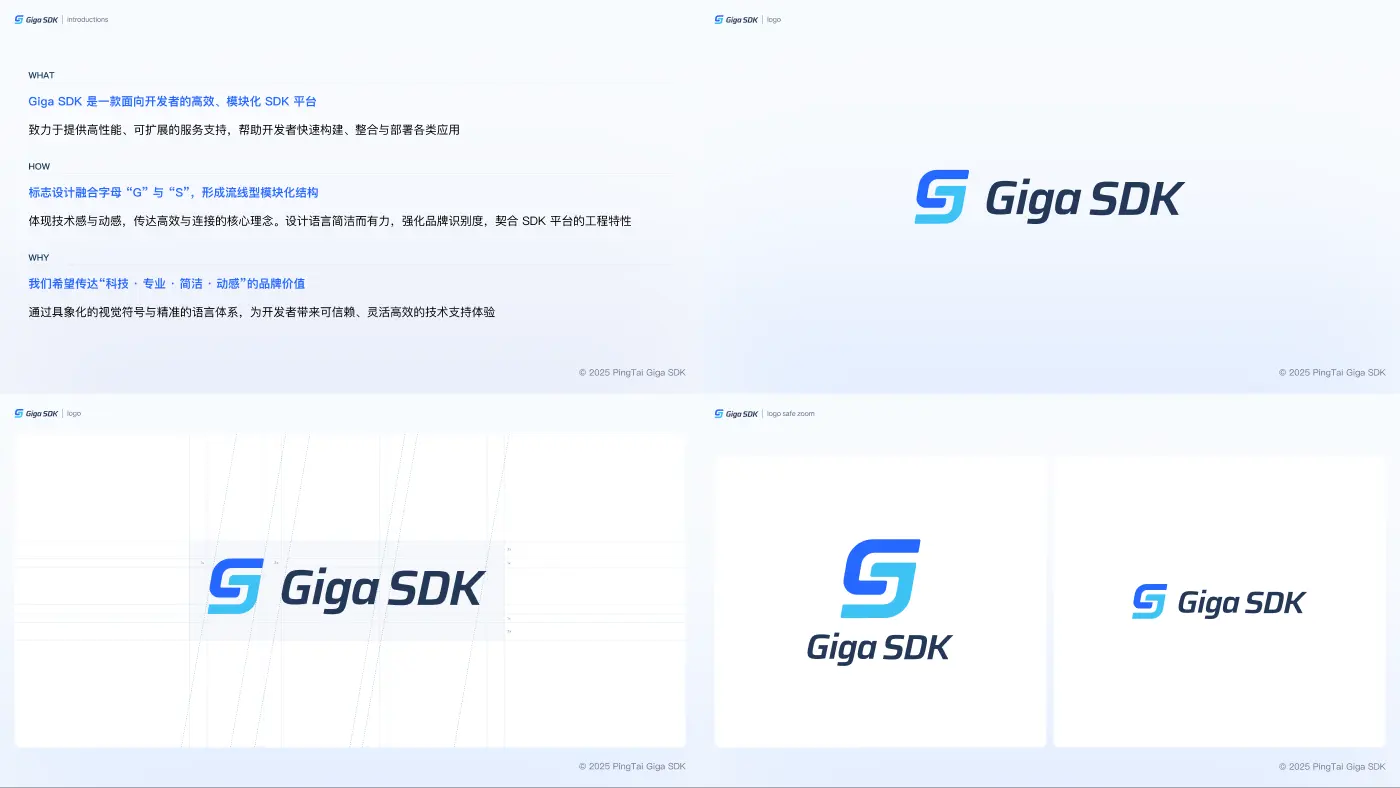 Giga SDK | introductions
WHAT
Giga SDK 是一款面向开发者的高效、模块化 SDK 平台
致力于提供高性能、可扩展的服务支持，帮助开发者快速构建、整合与部署各类应用
HOW
标志设计融合字母 “G” 与 “S”，形成流线型模块化结构
体现技术感与动感，传达高效与连接的核心理念。设计语言简洁而有力，强化品牌识别度，契合 SDK 平台的工程特性
WHY
我们希望传达“科技 · 专业 · 简洁 · 动感”的品牌价值
通过具象化的视觉符号与精准的语言体系，为开发者带来可信赖、灵活高效的技术支持体验
© 2025 PingTai Giga SDK
Giga SDK | logo
Giga SDK
© 2025 PingTai Giga SDK
Giga SDK | logo
Giga SDK
© 2025 PingTai Giga SDK
Giga SDK | logo safe zoom
Giga SDK
Giga SDK
© 2025 PingTai Giga SDK